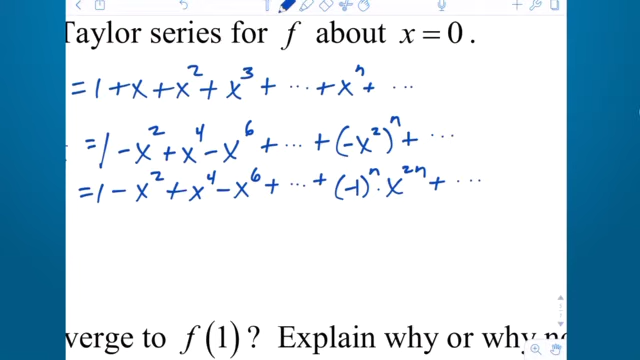 Taylor series for f about x = 0.
= 1 + x + x² + x³ + ⋯ + xⁿ + ⋯
= 1 − x² + x⁴ − x⁶ + ⋯ + (−x²)ⁿ + ⋯
= 1 − x² + x⁴ − x⁶ + ⋯ + (−1)ⁿ · x²ⁿ + ⋯
verge to f(1)? Explain why or why no